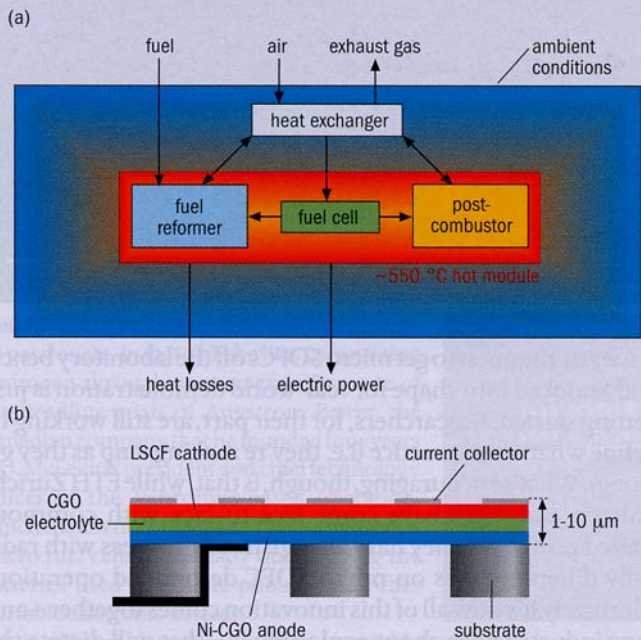 (a)
fuel
air
exhaust gas
ambient
conditions
heat exchanger
fuel
reformer
fuel cell
post-
combustor
~550 °C hot module
heat losses
electric power
(b)
LSCF cathode
current collector
CGO
electrolyte
1-10 μm
Ni-CGO anode
substrate